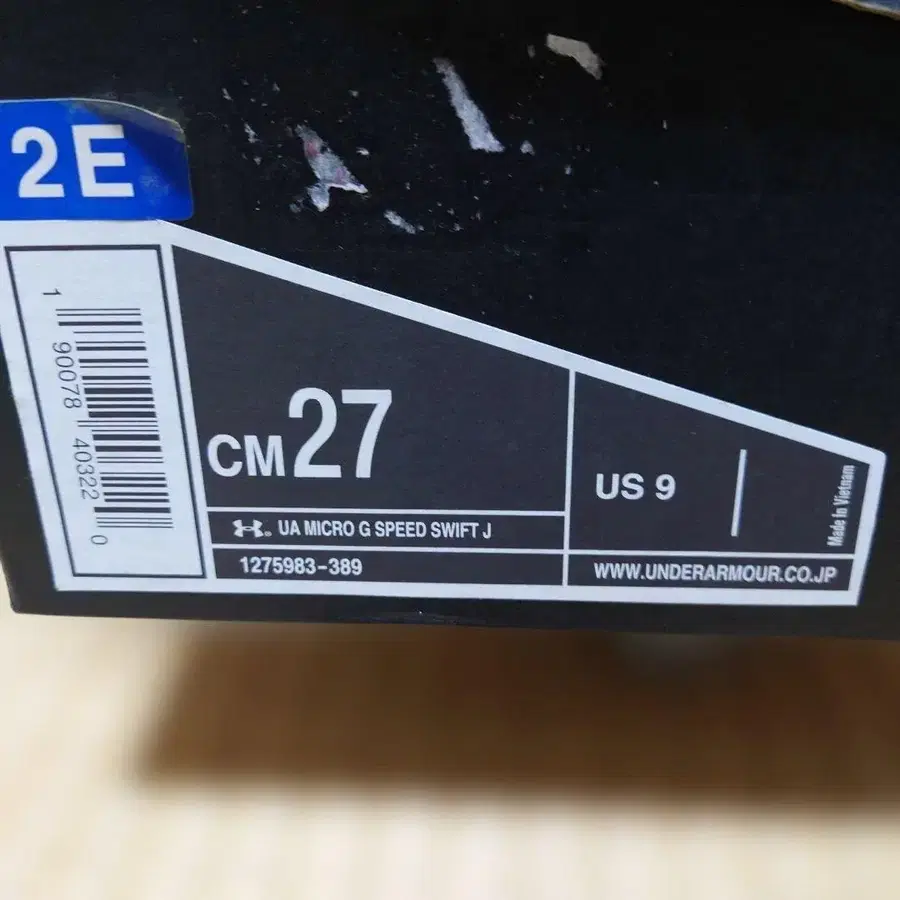 2E
1 90078 40322 0
CM 27
US 9
Made in Vietnam
UA MICRO G SPEED SWIFT J
1275983-389
WWW.UNDERARMOUR.CO.JP